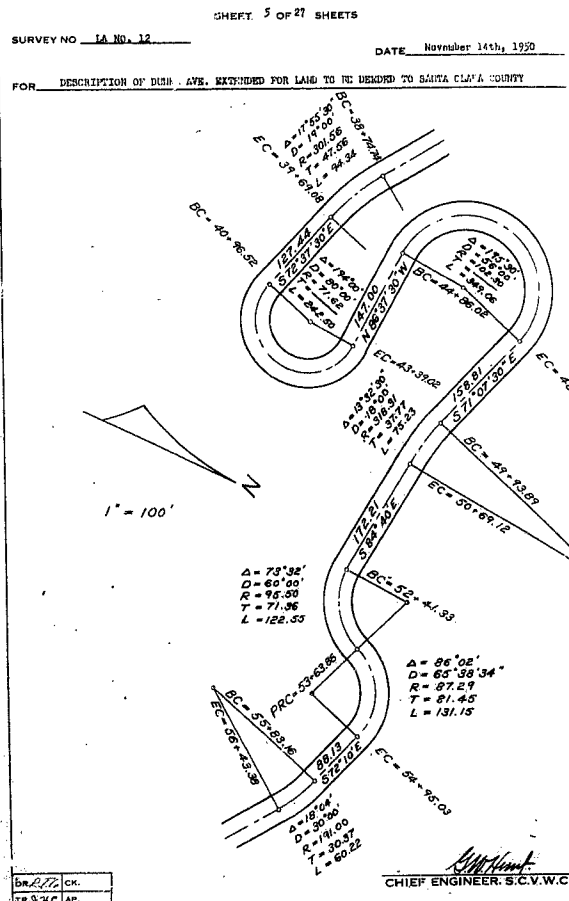 SHEET 5 OF 27 SHEETS
SURVEY NO LA NO. 12
DATE November 14th, 1950
FOR DESCRIPTION OF AVE. EXTENDED FOR LAND TO BE DEEDED TO SANTA CLARA COUNTY
BC = 38+74.74
Δ = 17°55'30"
D = 19°00'
R = 301.56
T = 47.56
L = 94.34
EC = 39+69.08
127.44
S72°37'30"E
BC = 40+96.52
Δ = 194°00'
D = 80°00'
R = 71.62
T
L = 242.50
147.00
N 86°37'30"W
EC = 43+39.02
BC = 44+86.02
Δ = 195°30'
D = 56°00'
R = 102.30
T
L = 349.06
158.81
S71°07'30"E
Δ = 13°32'30"
D = 18°00'
R = 318.31
T = 37.77
L = 75.23
BC = 49+93.89
EC = 50+69.12
N
1" = 100'
172.21
S 84°40'E
Δ = 73°32'
D = 60°00'
R = 95.50
T = 71.36
L = 122.55
BC = 52+41.33
PRC = 53+63.88
Δ = 86°02'
D = 65°38'34"
R = 87.29
T = 81.45
L = 131.15
BC = 55+83.16
EC = 56+43.38
88.13
S72°10'E
EC = 54+95.03
Δ = 18°04'
D = 30°00'
R = 191.00
T = 30.37
L = 60.22
DR. CK.
TR. AP.
CHIEF ENGINEER. S.C.V.W.C